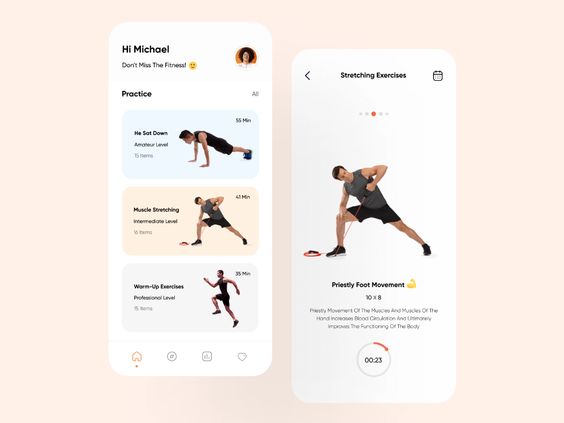 Hi Michael
Don't Miss The Fitness! 🙂
Practice
All
55 Min
He Sat Down
Amateur Level
15 Items
41 Min
Muscle Stretching
Intermediate Level
16 Items
35 Min
Warm-Up Exercises
Professional Level
15 Items
Stretching Exercises
Priestly Foot Movement 💪
10 X 8
Priestly Movement Of The Muscles And Muscles Of The
Hand Increases Blood Circulation And Ultimarely
Improves The Functioning Of The Body
00:23